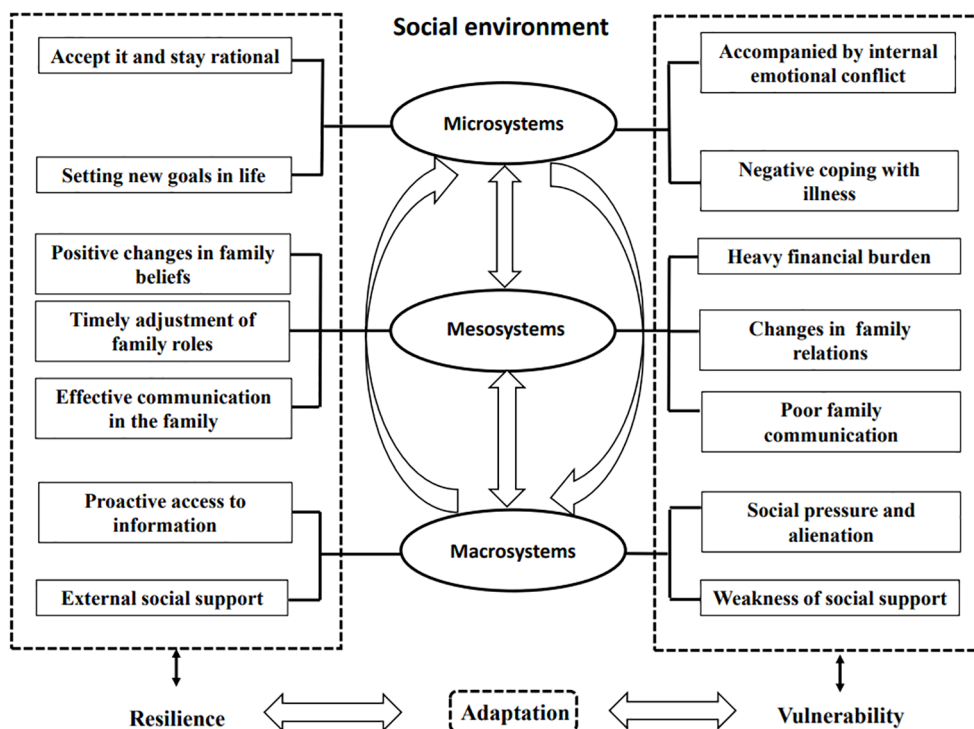 Social environment
Accept it and stay rational
Setting new goals in life
Positive changes in family
beliefs
Timely adjustment of
family roles
Effective communication
in the family
Proactive access to
information
External social support
Microsystems
Mesosystems
Macrosystems
Accompanied by internal
emotional conflict
Negative coping with
illness
Heavy financial burden
Changes in family
relations
Poor family
communication
Social pressure and
alienation
Weakness of social support
Resilience
Adaptation
Vulnerability